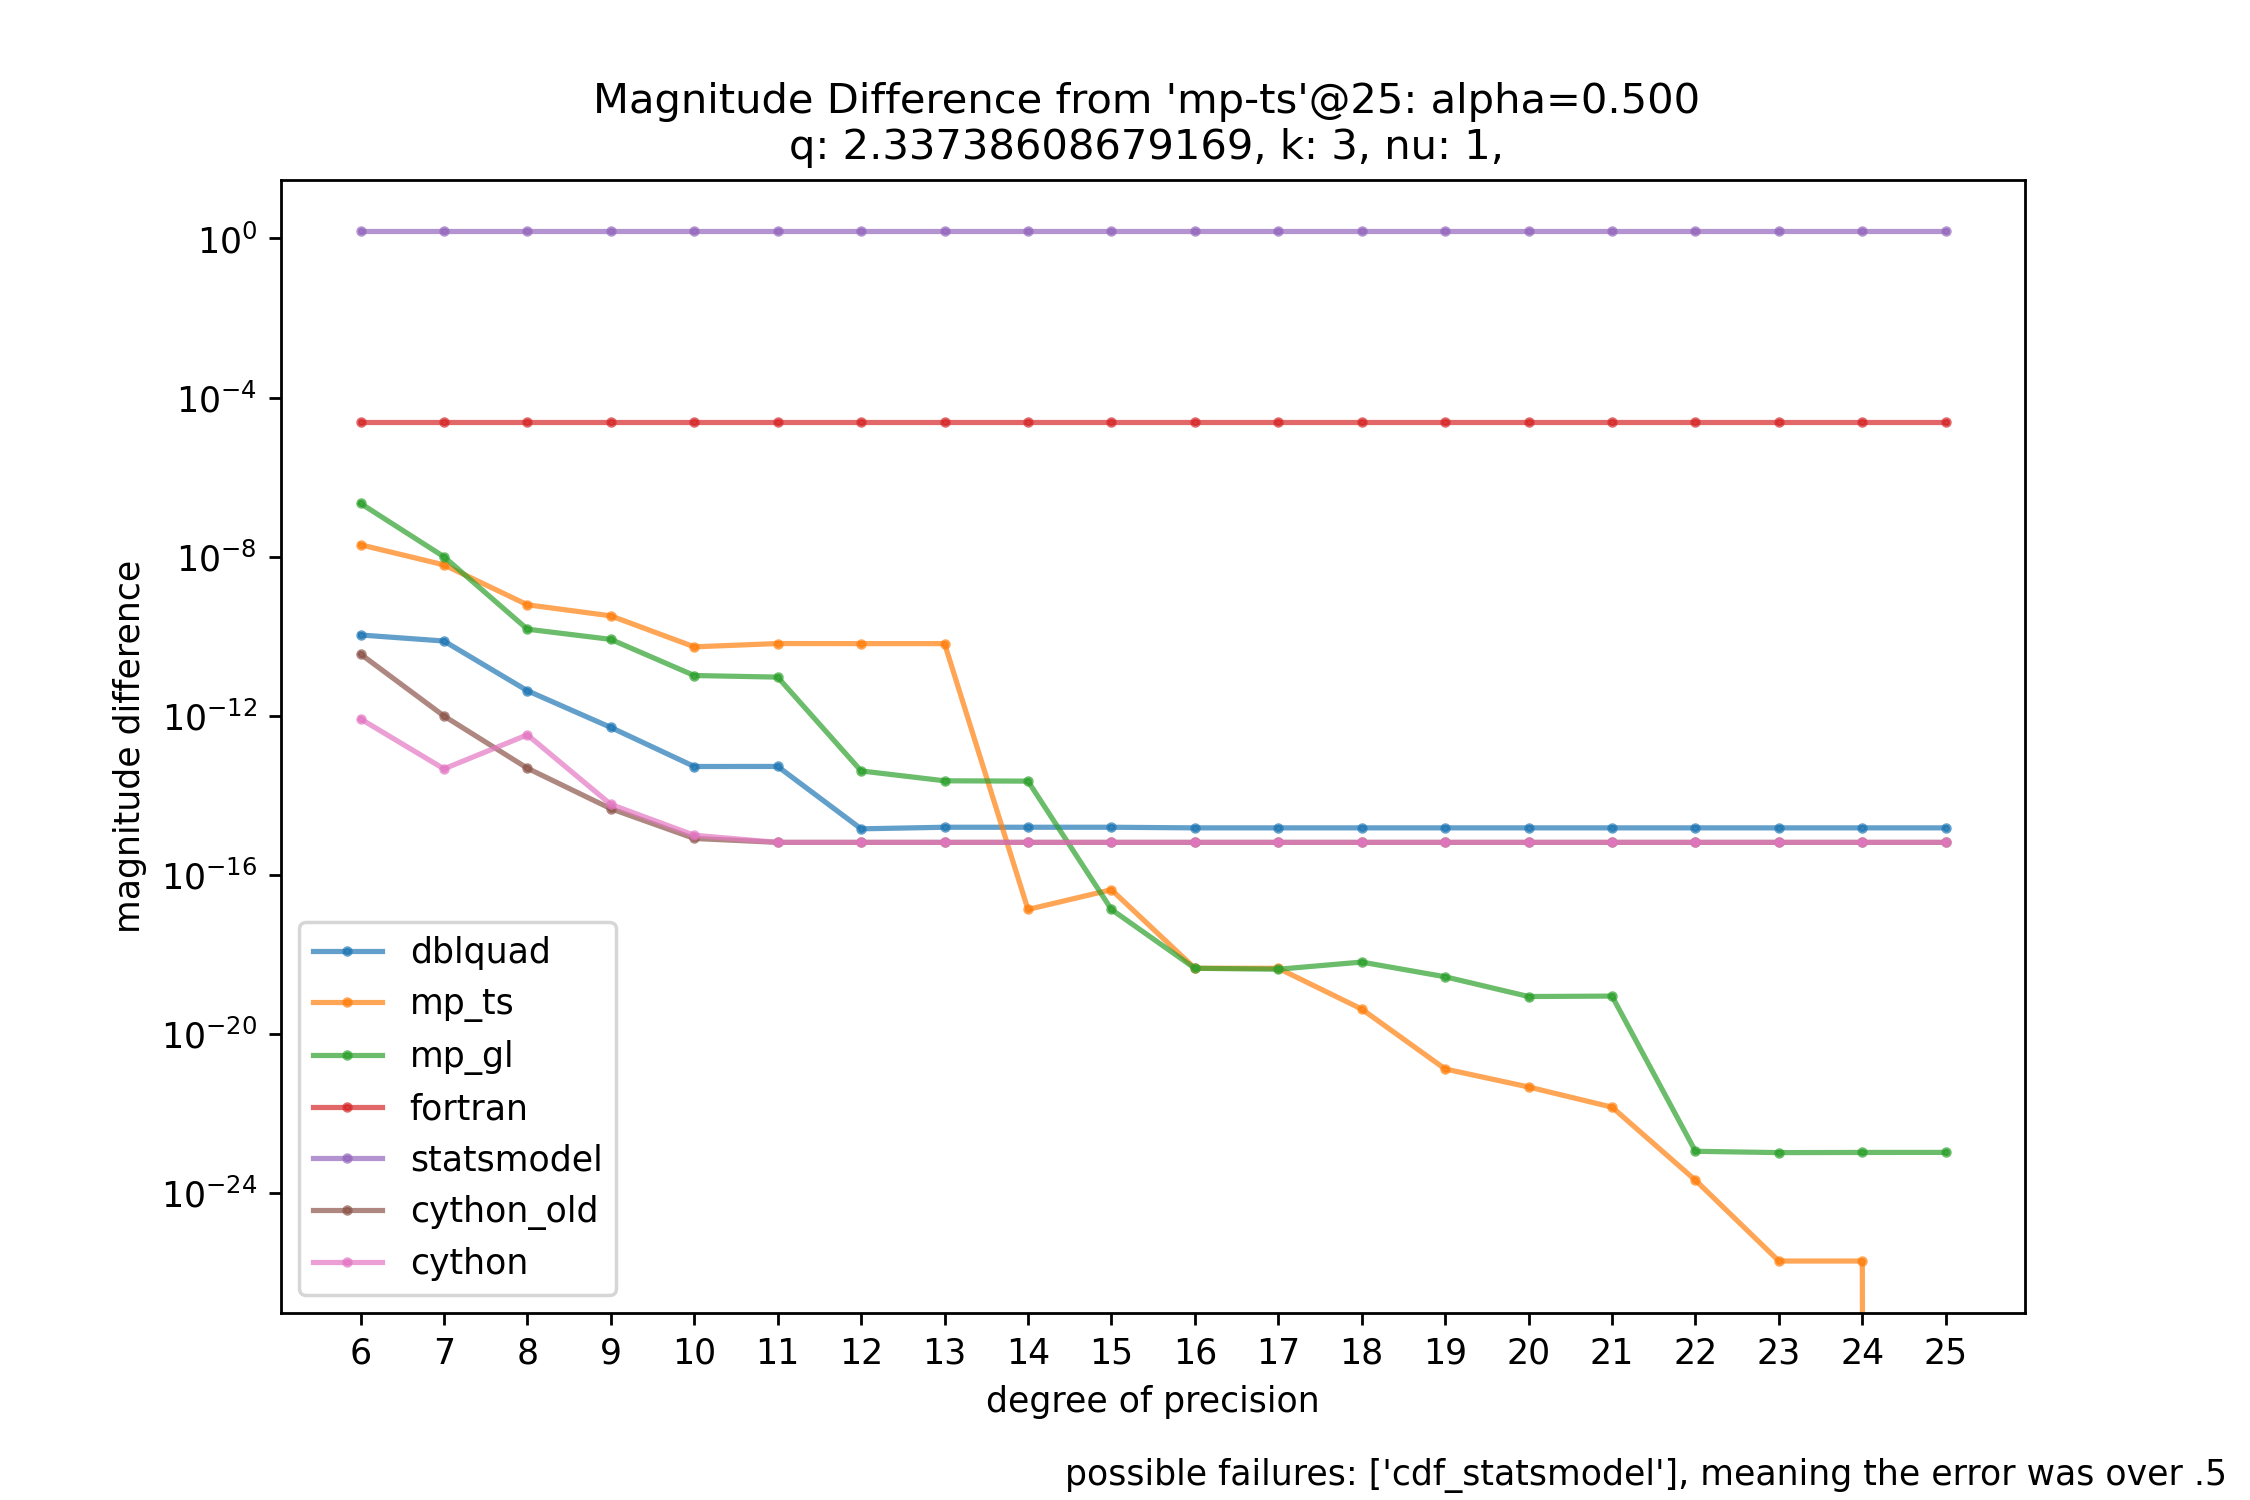 Magnitude Difference from 'mp-ts'@25: alpha=0.500
q: 2.33738608679169, k: 3, nu: 1,
magnitude difference
10⁰
10⁻⁴
10⁻⁸
10⁻¹²
10⁻¹⁶
10⁻²⁰
10⁻²⁴
dblquad
mp_ts
mp_gl
fortran
statsmodel
cython_old
cython
6 7 8 9 10 11 12 13 14 15 16 17 18 19 20 21 22 23 24 25
degree of precision
possible failures: ['cdf_statsmodel'], meaning the error was over .5